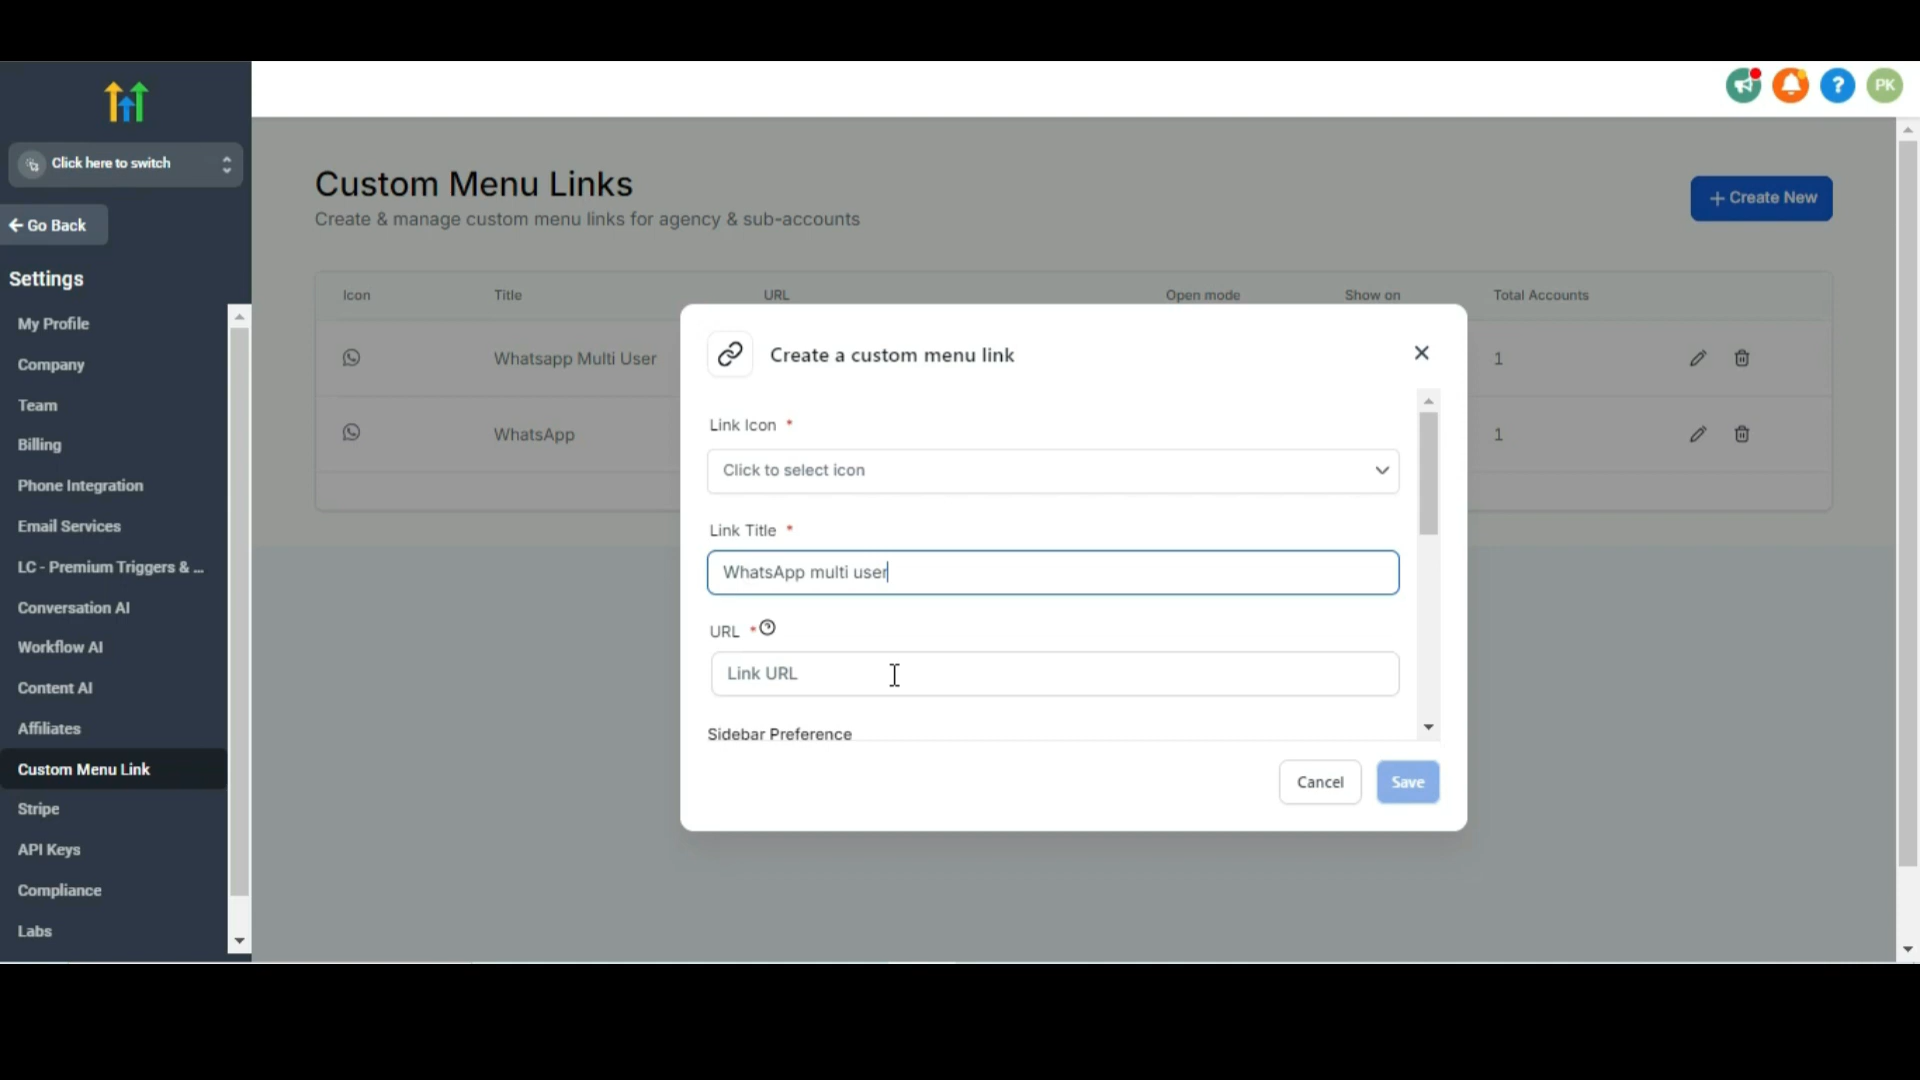 PK
Click here to switch
Go Back
Settings
My Profile
Company
Team
Billing
Phone Integration
Email Services
LC - Premium Triggers & ...
Conversation AI
Workflow AI
Content AI
Affiliates
Custom Menu Link
Stripe
API Keys
Compliance
Labs
Custom Menu Links
Create & manage custom menu links for agency & sub-accounts
+ Create New
Icon Title URL Open mode Show on Total Accounts
Whatsapp Multi User 1
WhatsApp 1
Create a custom menu link
Link Icon *
Click to select icon
Link Title *
WhatsApp multi user
URL *
Link URL
Sidebar Preference
Cancel Save